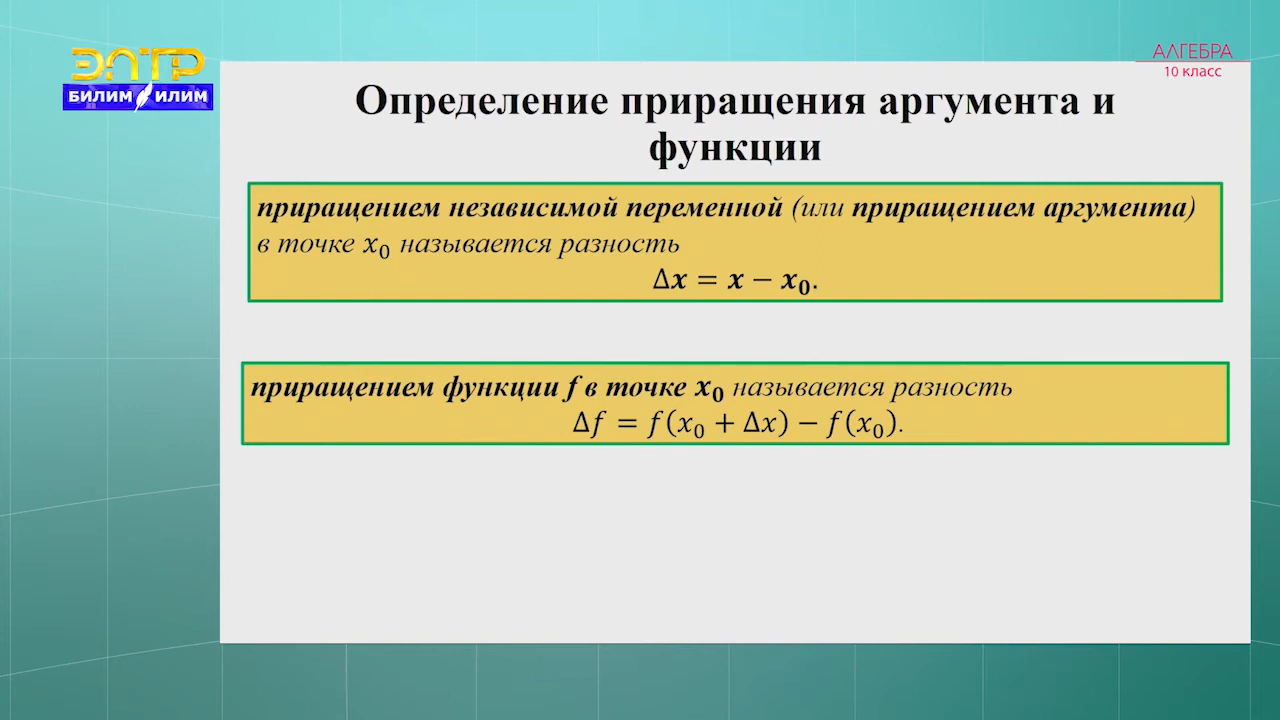 ЭЛТР
БИЛИМ ИЛИМ
АЛГЕБРА
10 класс
Определение приращения аргумента и
функции
приращением независимой переменной (или приращением аргумента)
в точке x₀ называется разность
Δx = x − x₀.
приращением функции f в точке x₀ называется разность
Δf = f(x₀ + Δx) − f(x₀).